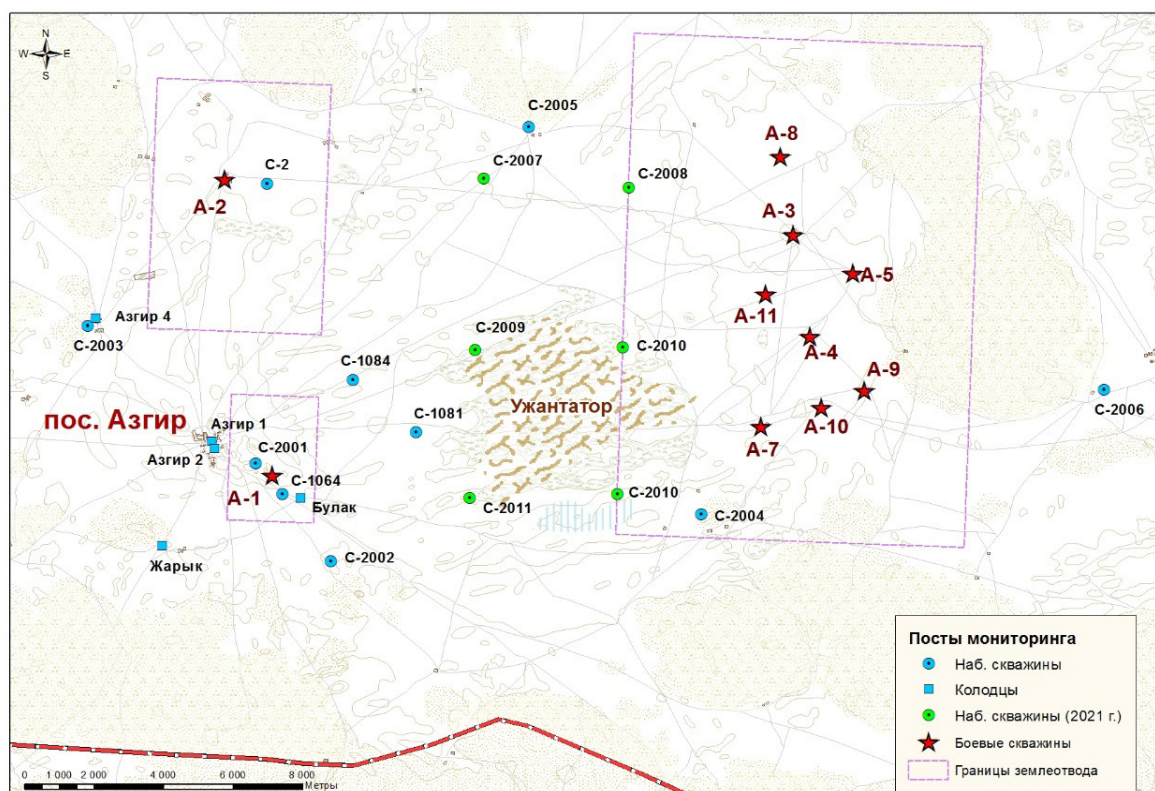 N
W E
S
С-2005
А-8
С-2007
С-2
С-2008
А-2
А-3
А-5
А-11
Азгир 4
С-2003
С-2009
С-2010
А-4
С-1084
А-9
С-2006
Ужантатор
пос. Азгир
Азгир 1
С-1081
А-10
А-7
Азгир 2
С-2001
С-1064
А-1
Булак
С-2011
С-2010
С-2004
Жарык
С-2002
Посты мониторинга
Наб. скважины
Колодцы
Наб. скважины (2021 г.)
Боевые скважины
Границы землеотвода
0 1 000 2 000 4 000 6 000 8 000
Метры